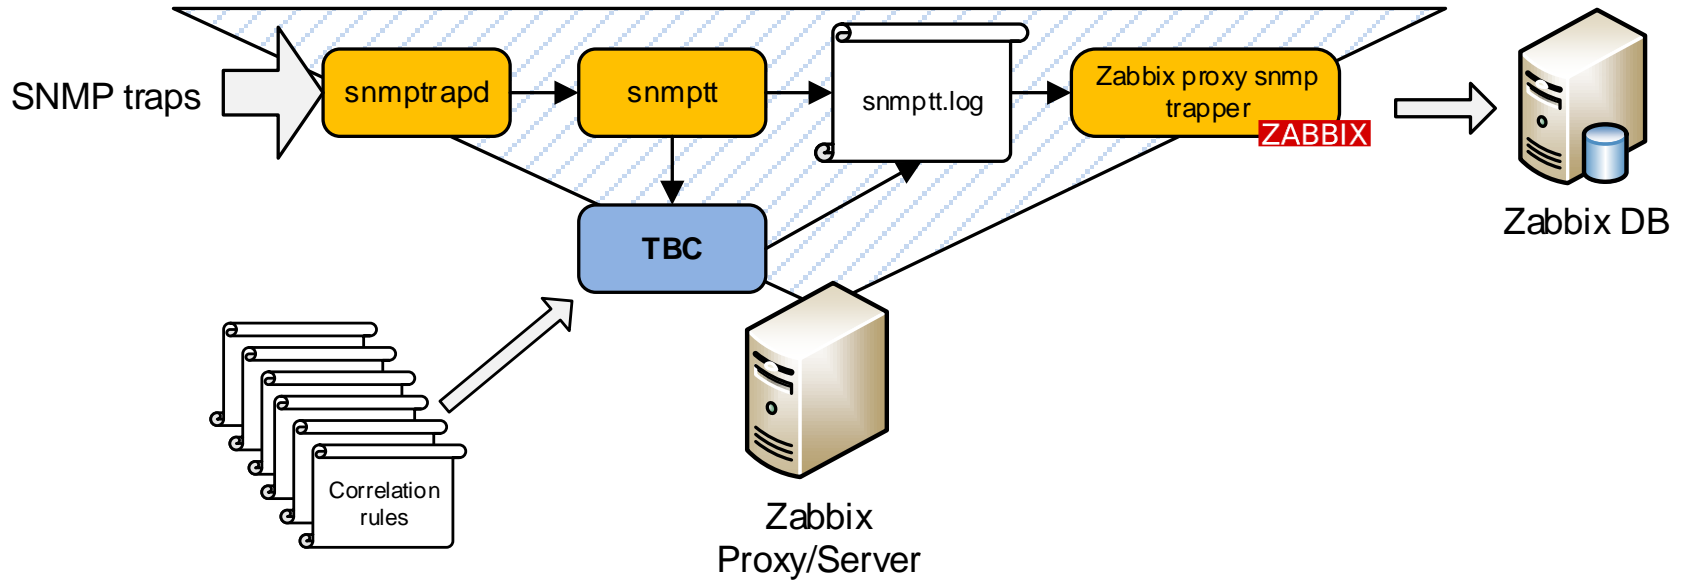 SNMP traps
snmptrapd
snmptt
snmptt.log
Zabbix proxy snmp
trapper
ZABBIX
Zabbix DB
TBC
Correlation
rules
Zabbix
Proxy/Server